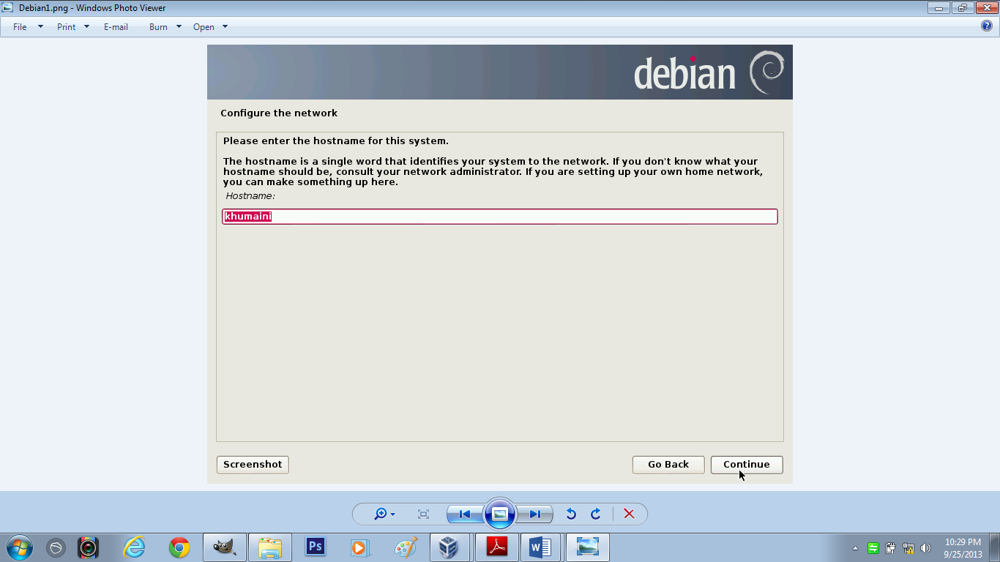 Debian1.png - Windows Photo Viewer
File Print E-mail Burn Open
debian
Configure the network
Please enter the hostname for this system.
The hostname is a single word that identifies your system to the network. If you don't know what your
hostname should be, consult your network administrator. If you are setting up your own home network,
you can make something up here.
Hostname:
khumaini
Screenshot Go Back Continue
Ps
10:29 PM
9/25/2013